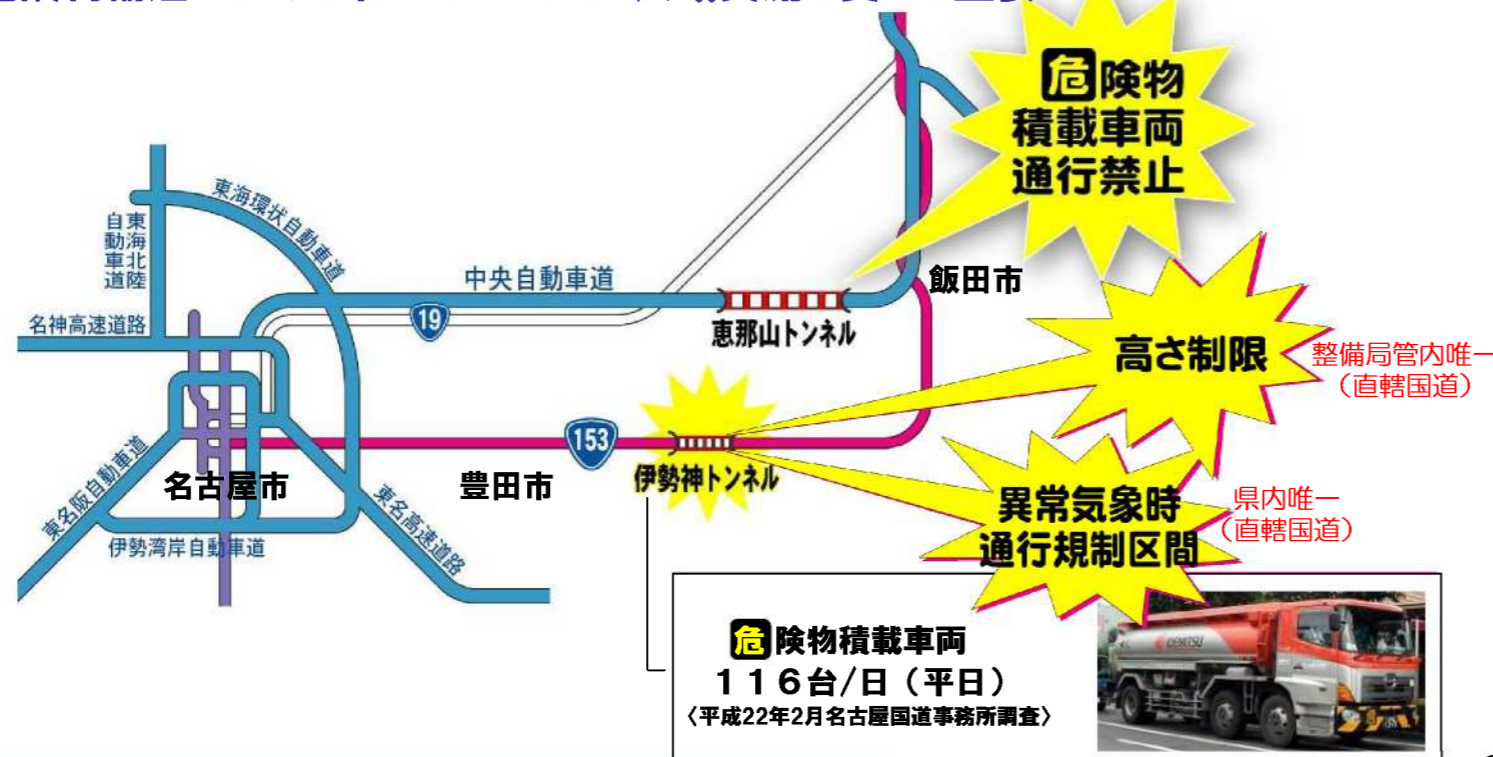 危険物
積載車両
通行禁止
東海環状自動車道
東海北陸
自動車道
中央自動車道
飯田市
名神高速道路
19
恵那山トンネル
高さ制限
整備局管内唯一
（直轄国道）
153
伊勢神トンネル
名古屋市
豊田市
東名阪自動車道
東名高速道路
伊勢湾岸自動車道
異常気象時
通行規制区間
県内唯一
（直轄国道）
危険物積載車両
１１６台/日（平日）
〈平成22年2月名古屋国道事務所調査〉
IDEMITSU